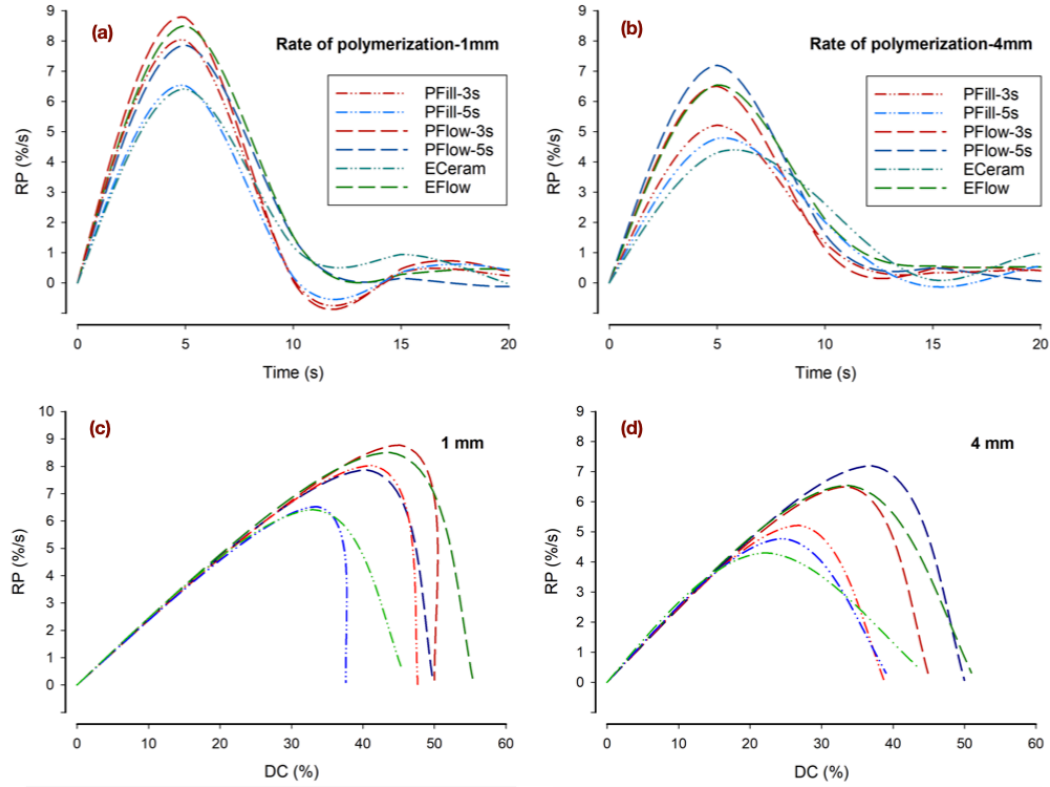 (a)
Rate of polymerization-1mm
RP (%/s)
9
8
7
6
5
4
3
2
1
0
PFill-3s
PFill-5s
PFlow-3s
PFlow-5s
ECeram
EFlow
0 5 10 15 20
Time (s)
(b)
Rate of polymerization-4mm
RP (%/s)
9
8
7
6
5
4
3
2
1
0
PFill-3s
PFill-5s
PFlow-3s
PFlow-5s
ECeram
EFlow
0 5 10 15 20
Time (s)
(c)
1 mm
RP (%/s)
10
9
8
7
6
5
4
3
2
1
0
0 10 20 30 40 50 60
DC (%)
(d)
4 mm
RP (%/s)
9
8
7
6
5
4
3
2
1
0
0 10 20 30 40 50 60
DC (%)